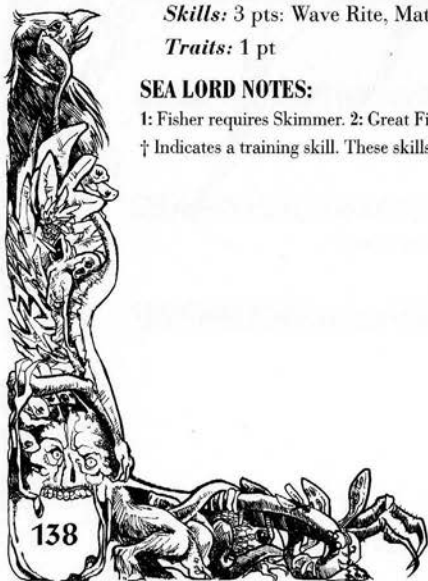 Skills: 3 pts: Wave Rite, Mat
Traits: 1 pt
SEA LORD NOTES:
1: Fisher requires Skimmer. 2: Great Fi
† Indicates a training skill. These skills
138